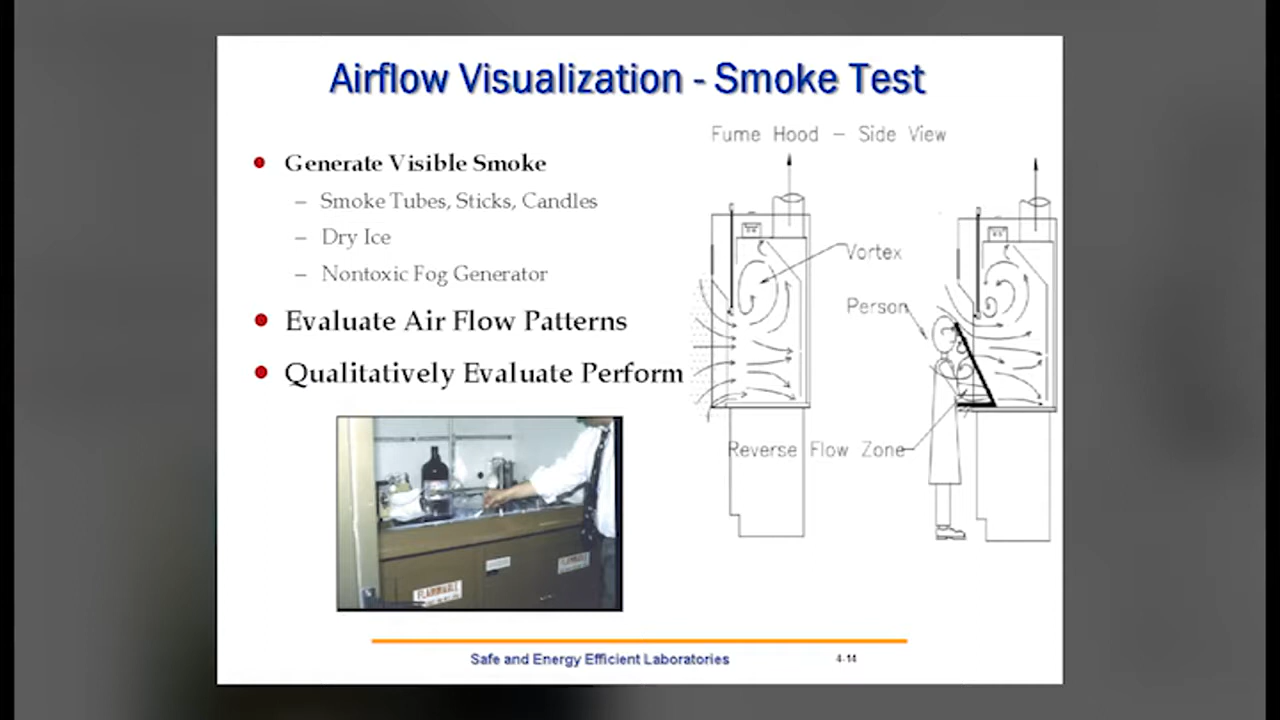 Airflow Visualization - Smoke Test
Fume Hood - Side View
Generate Visible Smoke
– Smoke Tubes, Sticks, Candles
– Dry Ice
– Nontoxic Fog Generator
Evaluate Air Flow Patterns
Qualitatively Evaluate Perform
Vortex
Person
Reverse Flow Zone
FLAMMABLE
Safe and Energy Efficient Laboratories
4-14